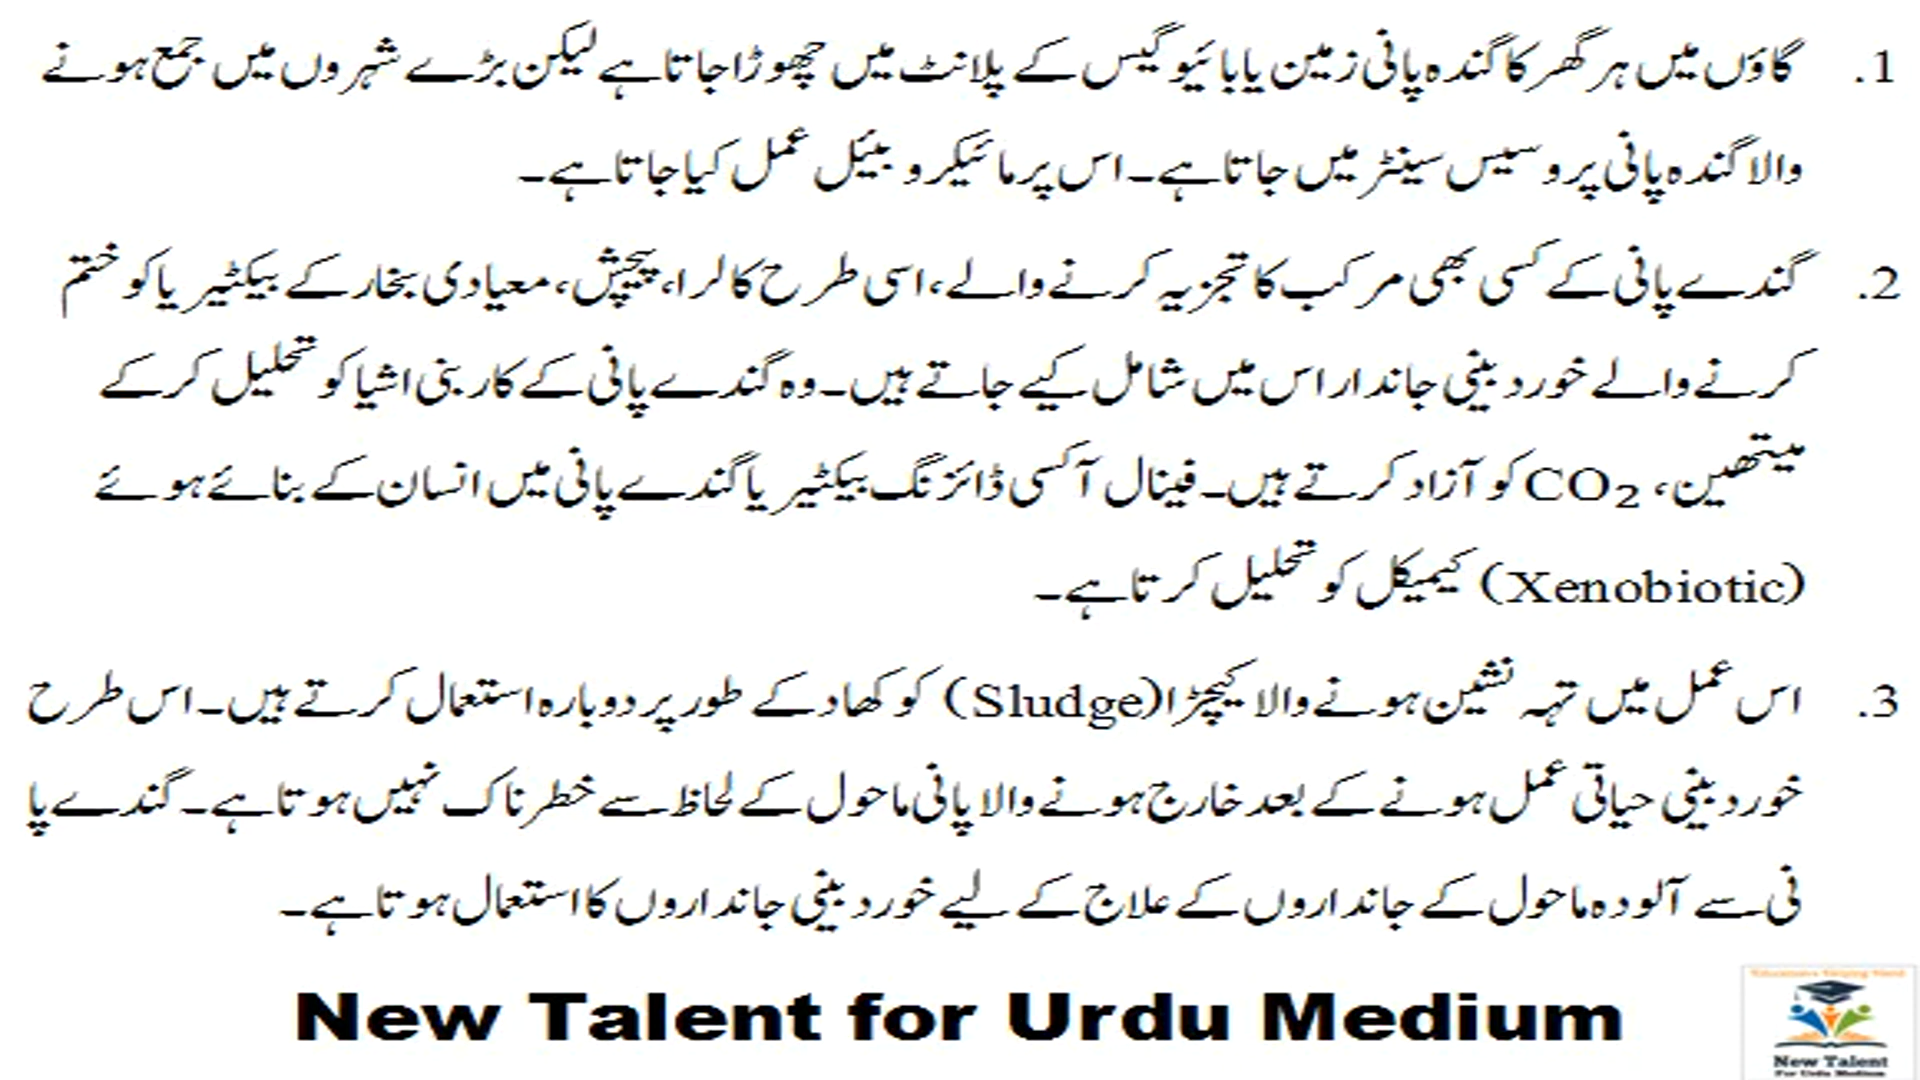 1. گاؤں میں ہر گھر کا گندہ پانی زمین یا بائیو گیس کے پلانٹ میں چھوڑا جاتا ہے لیکن بڑے شہروں میں جمع ہونے
والا گندہ پانی پروسیس سینٹر میں جاتا ہے۔ اس پر مائیکرو بیئل عمل کیا جاتا ہے۔
2. گندے پانی کے کسی بھی مرکب کا تجزیہ کرنے والے، اسی طرح کالرا، پیچش، معیادی بخار کے بیکٹیریا کو ختم
کرنے والے خوردبینی جاندار اس میں شامل کیے جاتے ہیں۔ وہ گندے پانی کے کاربنی اشیا کو تحلیل کرکے
میتھین، CO₂ کو آزاد کرتے ہیں۔ فینال آکسی ڈائزنگ بیکٹیریا گندے پانی میں انسان کے بنائے ہوئے
(Xenobiotic) کیمیکل کو تحلیل کرتا ہے۔
3. اس عمل میں تہہ نشین ہونے والا کیچڑا (Sludge) کو کھاد کے طور پر دوبارہ استعمال کرتے ہیں۔ اس طرح
خوردبینی حیاتی عمل ہونے کے بعد خارج ہونے والا پانی ماحول کے لحاظ سے خطرناک نہیں ہوتا ہے۔ گندے پا
نی سے آلودہ ماحول کے جانداروں کے علاج کے لیے خوردبینی جانداروں کا استعمال ہوتا ہے۔
New Talent for Urdu Medium
New Talent
For Urdu Medium